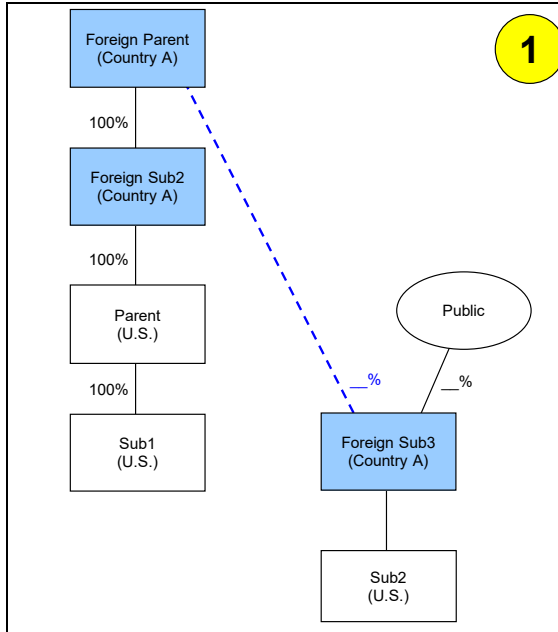 Foreign Parent
(Country A)
1
100%
Foreign Sub2
(Country A)
100%
Parent
(U.S.)
Public
100%
__%
__%
Sub1
(U.S.)
Foreign Sub3
(Country A)
Sub2
(U.S.)